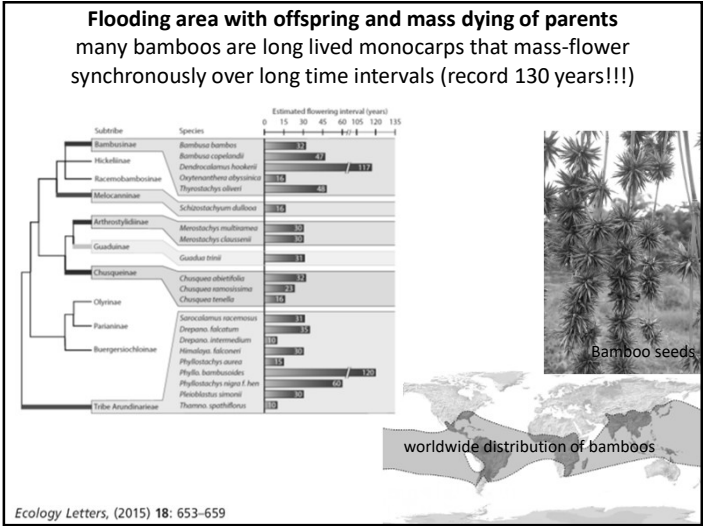 Flooding area with offspring and mass dying of parents
many bamboos are long lived monocarps that mass-flower
synchronously over long time intervals (record 130 years!!!)
Estimated flowering interval (years)
Subtribe Species 0 15 30 45 60 105 120 135
Bambusinae Bambusa bambos 32
Bambusa copelandii 47
Hickeliinae Dendrocalamus hookerii 117
Racemobambosinae Oxytenanthera abyssinica 16
Thyrostachys oliveri 48
Melocanninae
Schizostachyum dullooa 16
Arthrostylidiinae
Merostachys multiramea 30
Merostachys claussenii 30
Guaduinae
Guadua trinii 31
Chusqueinae Chusquea abietifolia 32
Chusquea ramosissima 23
Chusquea tenella 16
Olyrinae
Sarocalamus racemosus 31
Parianinae Drepano. falcatum 35
Drepano. intermedium 10
Buergersiochloinae Himalaya. falconeri 30
Phyllostachys aurea 15
Phyllo. bambusoides 120
Phyllostachys nigra f. hen 60
Pleioblastus simonii 30
Tribe Arundinarieae Thamno. spathiflorus 10
Bamboo seeds
worldwide distribution of bamboos
Ecology Letters, (2015) 18: 653–659